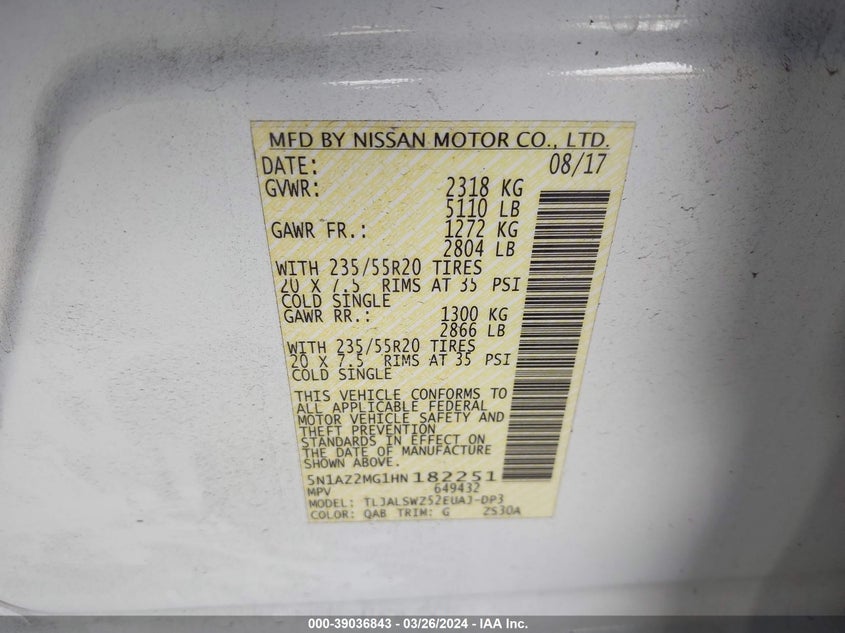 MFD BY NISSAN MOTOR CO., LTD.
DATE: 08/17
GVWR: 2318 KG
5110 LB
GAWR FR.: 1272 KG
2804 LB
WITH 235/55R20 TIRES
20 X 7.5 RIMS AT 35 PSI
COLD SINGLE
GAWR RR.: 1300 KG
2866 LB
WITH 235/55R20 TIRES
20 X 7.5 RIMS AT 35 PSI
COLD SINGLE
THIS VEHICLE CONFORMS TO
ALL APPLICABLE FEDERAL
MOTOR VEHICLE SAFETY AND
THEFT PREVENTION
STANDARDS IN EFFECT ON
THE DATE OF MANUFACTURE
SHOWN ABOVE.
5N1AZ2MG1HN182251
MPV 649432
MODEL: TLJALSWZ52EUAJ-DP3
COLOR: QAB TRIM: G ZS30A
000-39036843 — 03/26/2024 — IAA Inc.